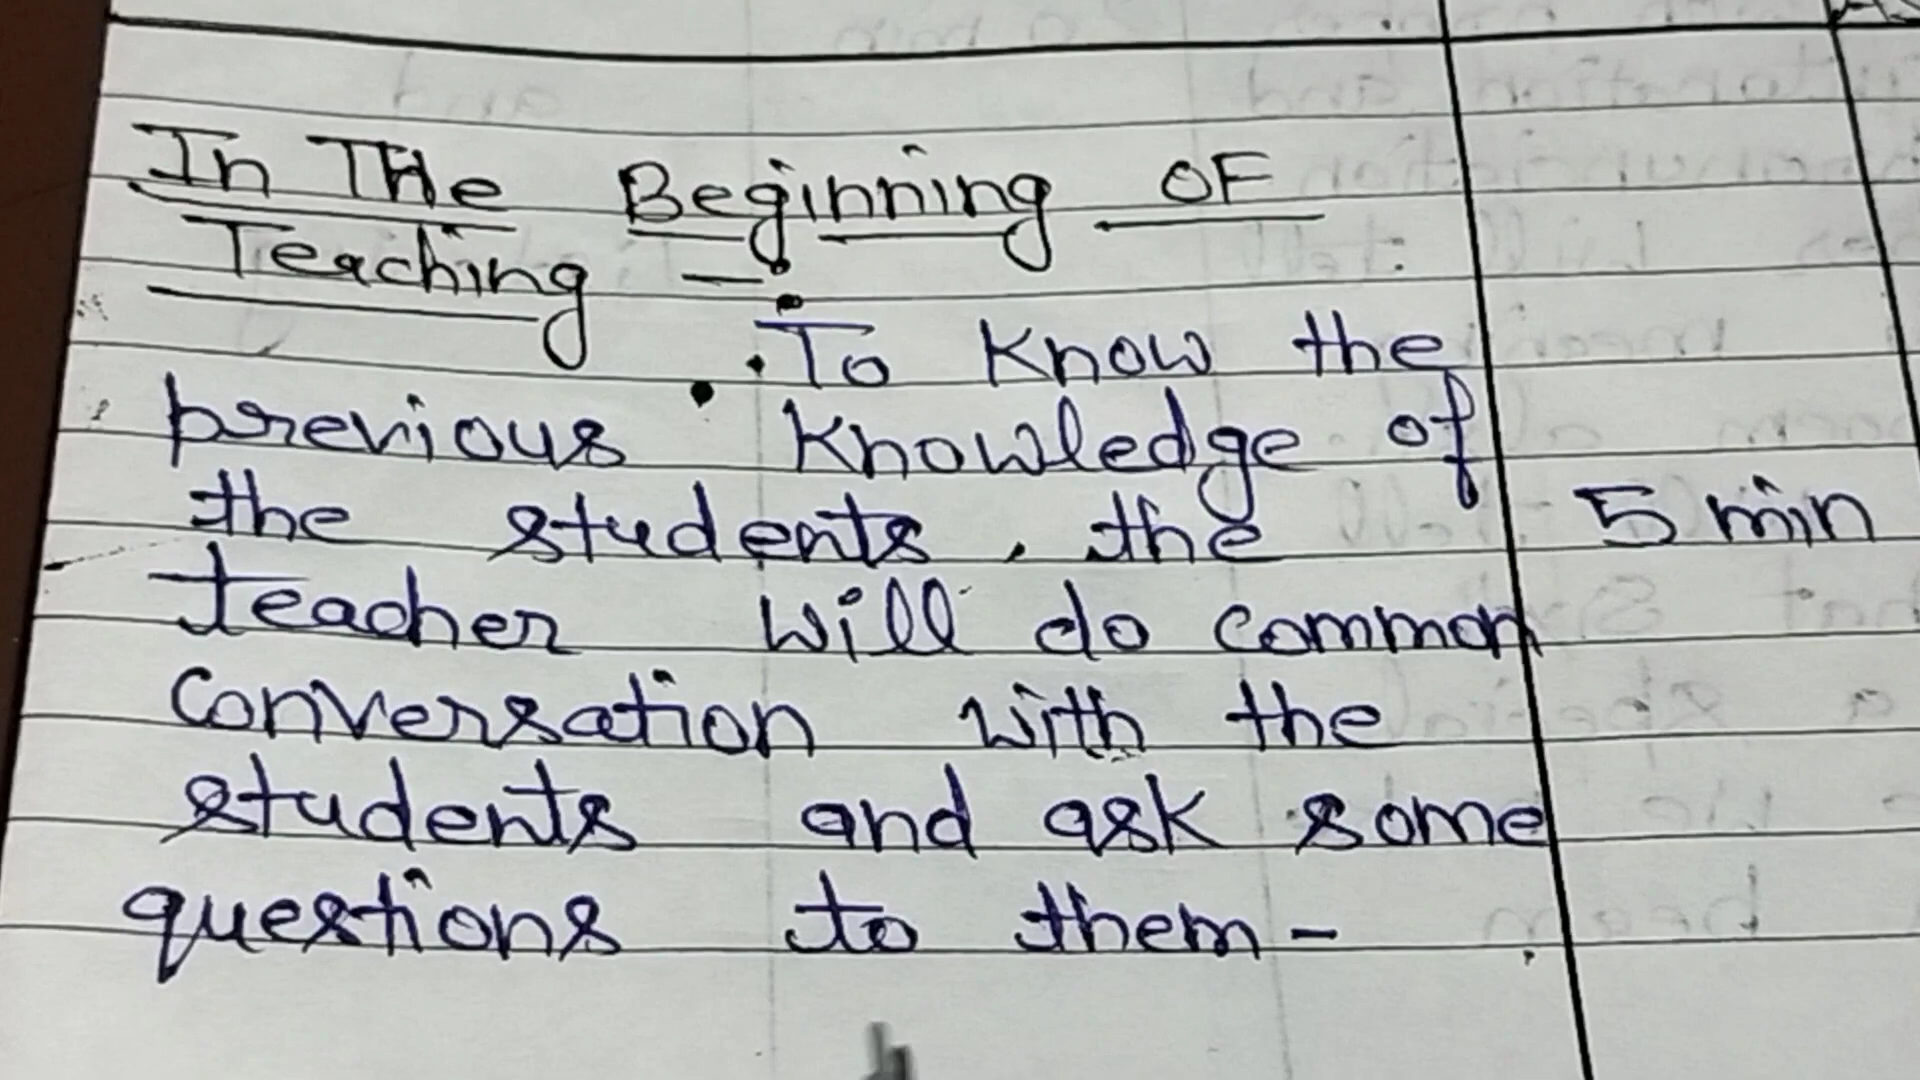 In THe Beginning OF
Teaching -
To Know the
previous Knowledge of
the students, the
5 min
teacher will do common
conversation with the
students and ask some
questions to them-